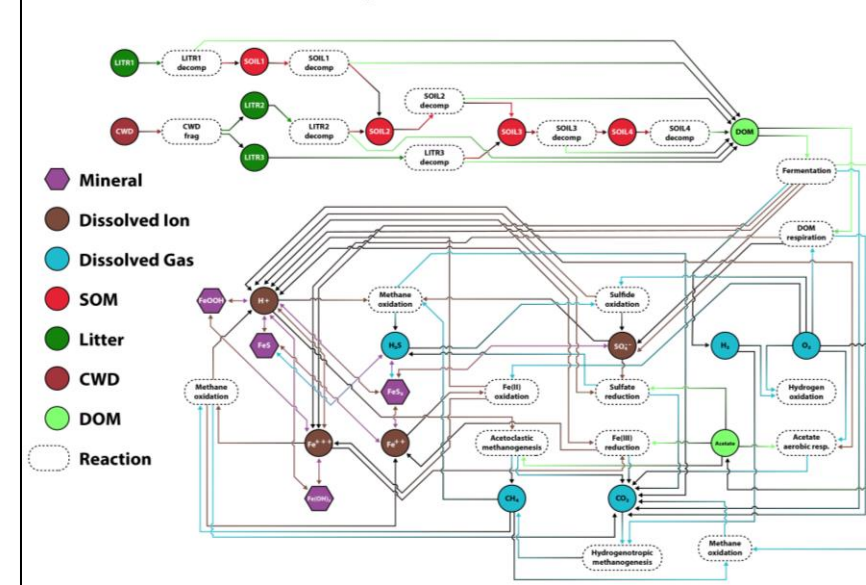 LITR1
LITR1
decomp
SOIL1
SOIL1
decomp
CWD
CWD
frag
LITR2
LITR3
LITR2
decomp
SOIL2
SOIL2
decomp
LITR3
decomp
SOIL3
SOIL3
decomp
SOIL4
SOIL4
decomp
DOM
Fermentation
DOM
respiration
Mineral
Dissolved Ion
Dissolved Gas
SOM
Litter
CWD
DOM
Reaction
FeOOH
H+
Methane
oxidation
Sulfide
oxidation
FeS
H₂S
SO₄⁻⁻
H₂
O₂
Methane
oxidation
FeS₂
Fe(II)
oxidation
Sulfate
reduction
Hydrogen
oxidation
Fe+++
Fe++
Acetoclastic
methanogenesis
Fe(III)
reduction
Acetate
Acetate
aerobic resp.
Fe(OH)₃
CH₄
CO₂
Hydrogenotropic
methanogenesis
Methane
oxidation